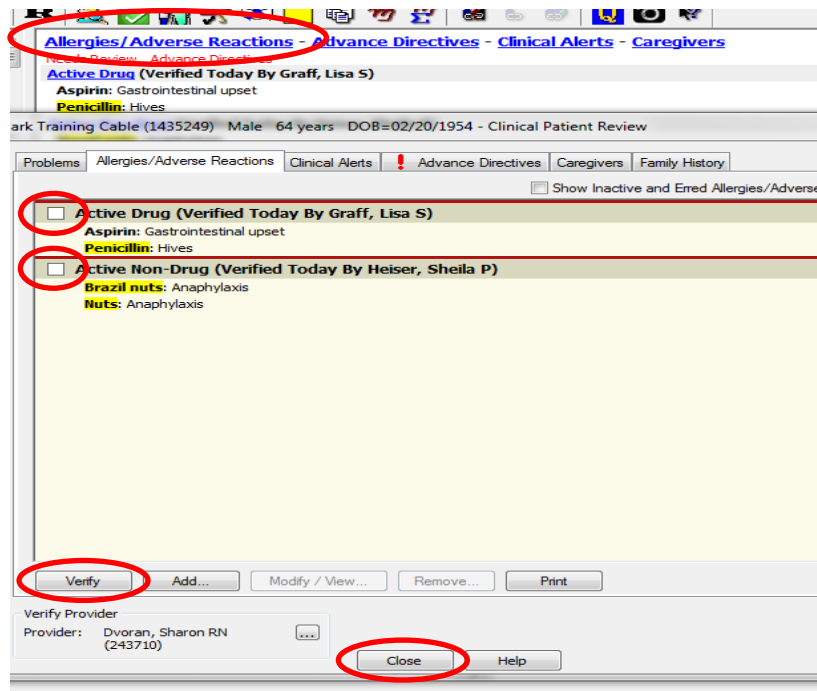 Allergies/Adverse Reactions - Advance Directives - Clinical Alerts - Caregivers
Needs Review Advance Directives
Active Drug (Verified Today By Graff, Lisa S)
Aspirin: Gastrointestinal upset
Penicillin: Hives
ark Training Cable (1435249) Male 64 years DOB=02/20/1954 - Clinical Patient Review
Problems Allergies/Adverse Reactions Clinical Alerts ! Advance Directives Caregivers Family History
Show Inactive and Erred Allergies/Adverse
Active Drug (Verified Today By Graff, Lisa S)
Aspirin: Gastrointestinal upset
Penicillin: Hives
Active Non-Drug (Verified Today By Heiser, Sheila P)
Brazil nuts: Anaphylaxis
Nuts: Anaphylaxis
Verify Add... Modify / View... Remove... Print
Verify Provider
Provider: Dvoran, Sharon RN ...
(243710)
Close Help